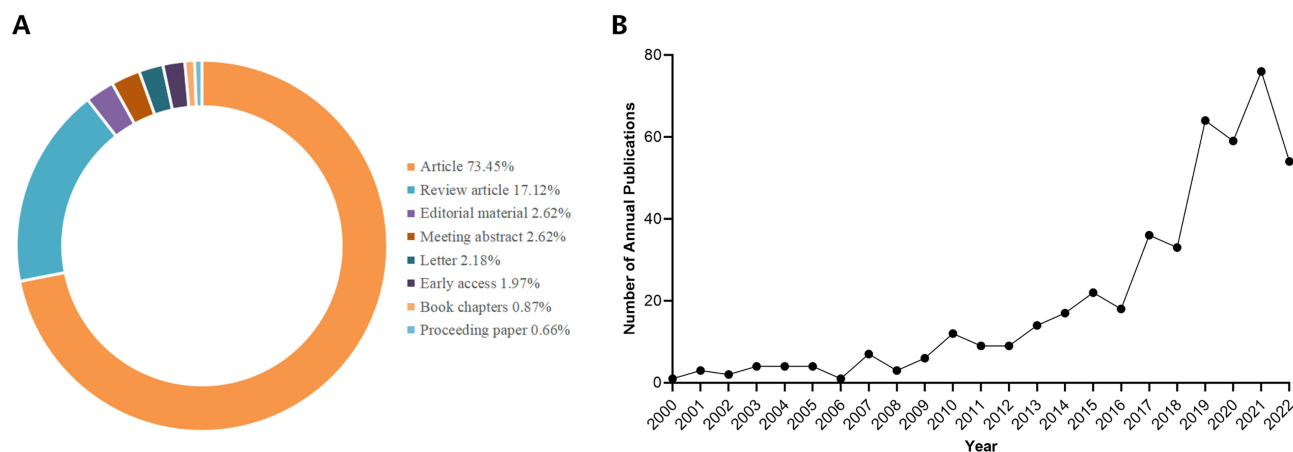 A
Article 73.45%
Review article 17.12%
Editorial material 2.62%
Meeting abstract 2.62%
Letter 2.18%
Early access 1.97%
Book chapters 0.87%
Proceeding paper 0.66%
B
Number of Annual Publications
80
60
40
20
0
2000
2001
2002
2003
2004
2005
2006
2007
2008
2009
2010
2011
2012
2013
2014
2015
2016
2017
2018
2019
2020
2021
2022
Year